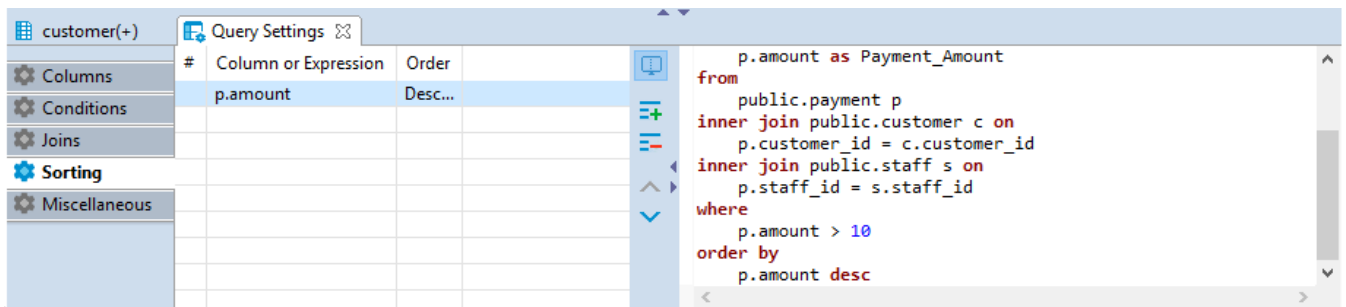 customer(+)
Query Settings
Columns
Conditions
Joins
Sorting
Miscellaneous
# Column or Expression Order
p.amount Desc...
p.amount as Payment_Amount
from
public.payment p
inner join public.customer c on
p.customer_id = c.customer_id
inner join public.staff s on
p.staff_id = s.staff_id
where
p.amount > 10
order by
p.amount desc